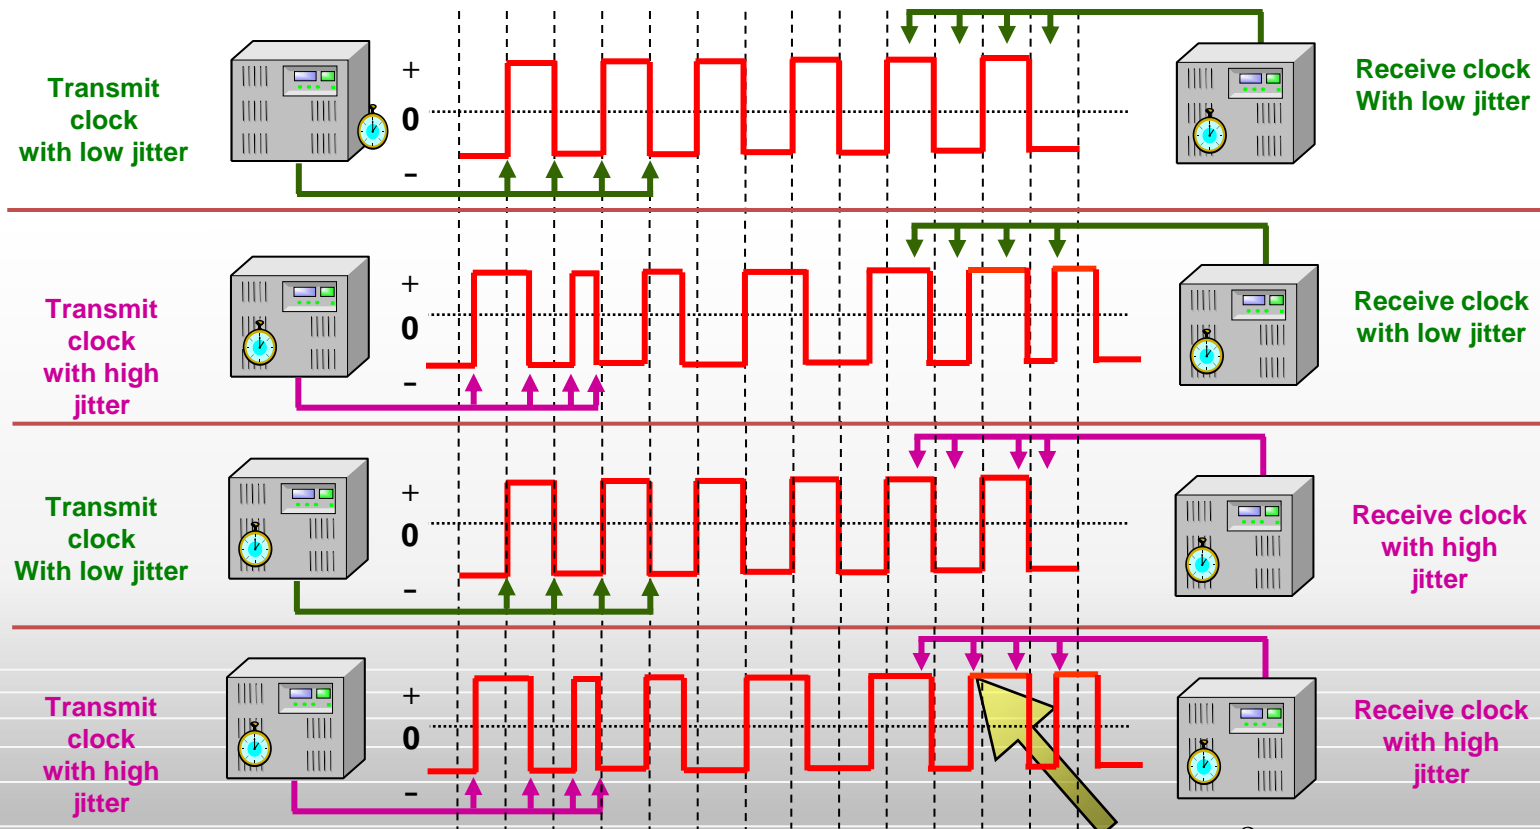 Transmit
clock
with low jitter
+
0
-
Receive clock
With low jitter
Transmit
clock
with high
jitter
+
0
-
Receive clock
with low jitter
Transmit
clock
With low jitter
+
0
-
Receive clock
with high
jitter
Transmit
clock
with high
jitter
+
0
-
Receive clock
with high
jitter